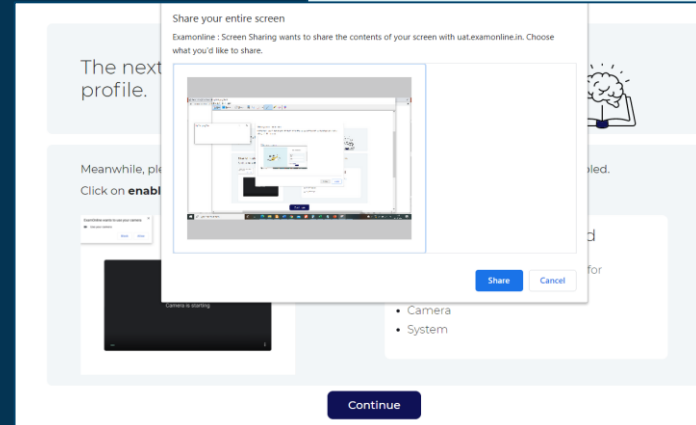 Share your entire screen
Examonline : Screen Sharing wants to share the contents of your screen with uat.examonline.in. Choose
what you'd like to share.
The next
profile.
Meanwhile, ple
bled.
Click on enabl
d
for
Camera is starting
Share Cancel
• Camera
• System
Continue